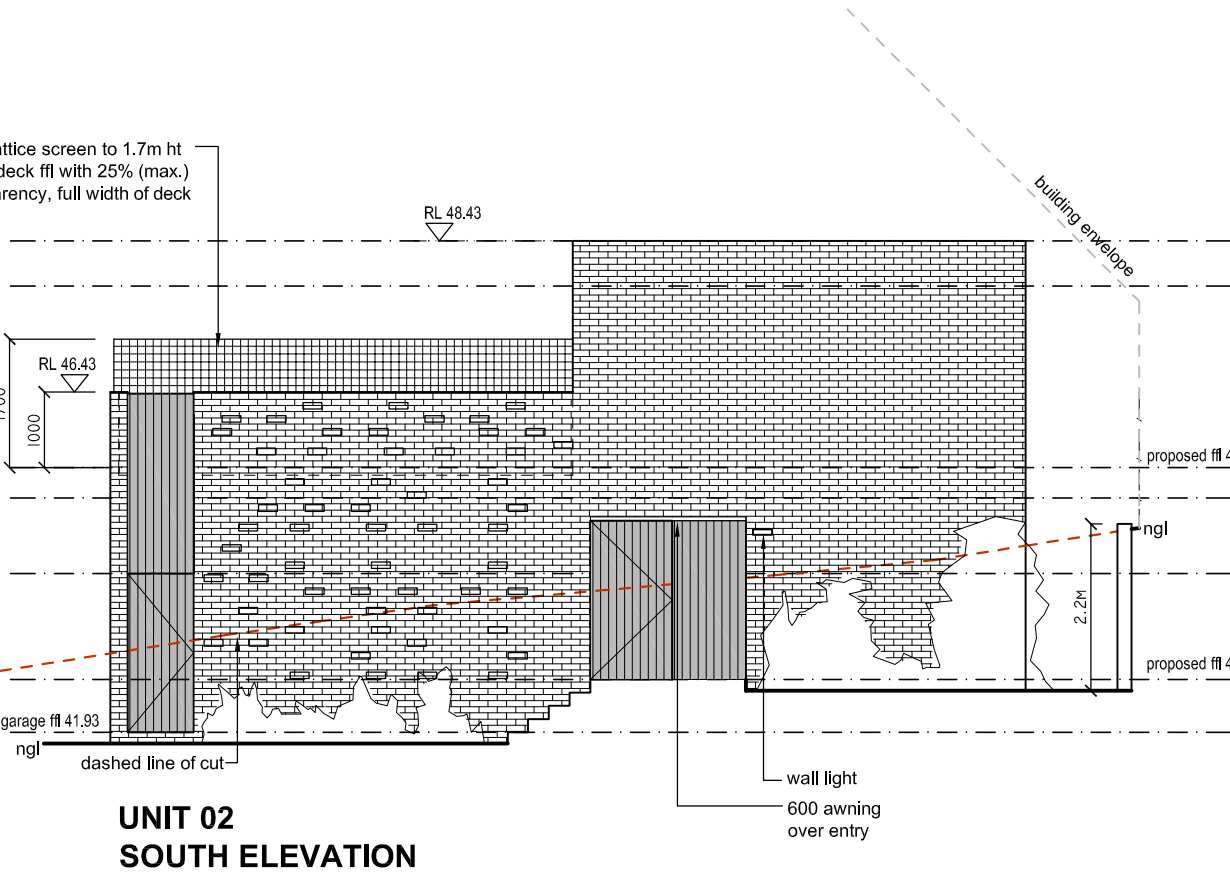 ttice screen to 1.7m ht
deck ffl with 25% (max.)
rency, full width of deck
RL 48.43
building envelope
RL 46.43
1700
1000
proposed ffl 4
ngl
2.2M
proposed ffl 4
garage ffl 41.93
ngl
dashed line of cut
wall light
600 awning
over entry
UNIT 02
SOUTH ELEVATION